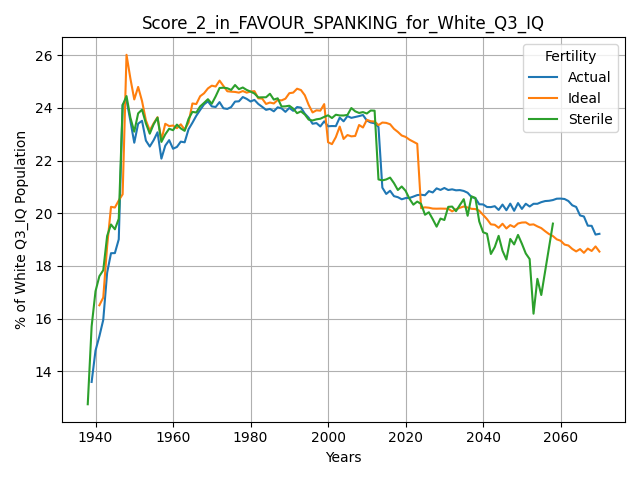 Score_2_in_FAVOUR_SPANKING_for_White_Q3_IQ
Fertility
Actual
Ideal
Sterile
% of White Q3_IQ Population
26
24
22
20
18
16
14
1940 1960 1980 2000 2020 2040 2060
Years